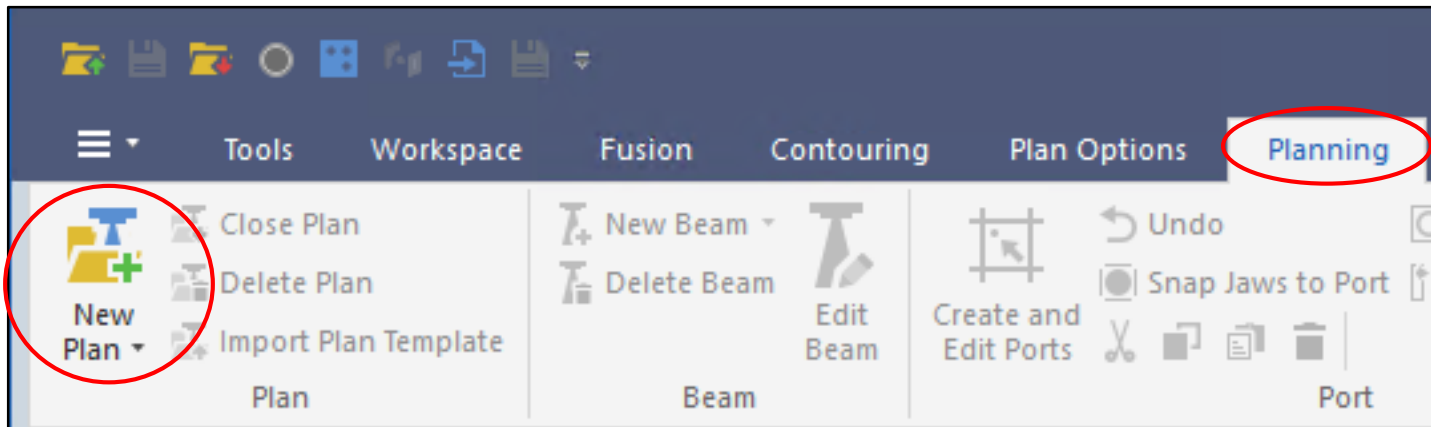 Tools Workspace Fusion Contouring Plan Options Planning
New Plan
Close Plan
Delete Plan
Import Plan Template
Plan
New Beam
Delete Beam
Edit
Beam
Beam
Create and
Edit Ports
Undo
Snap Jaws to Port
Port